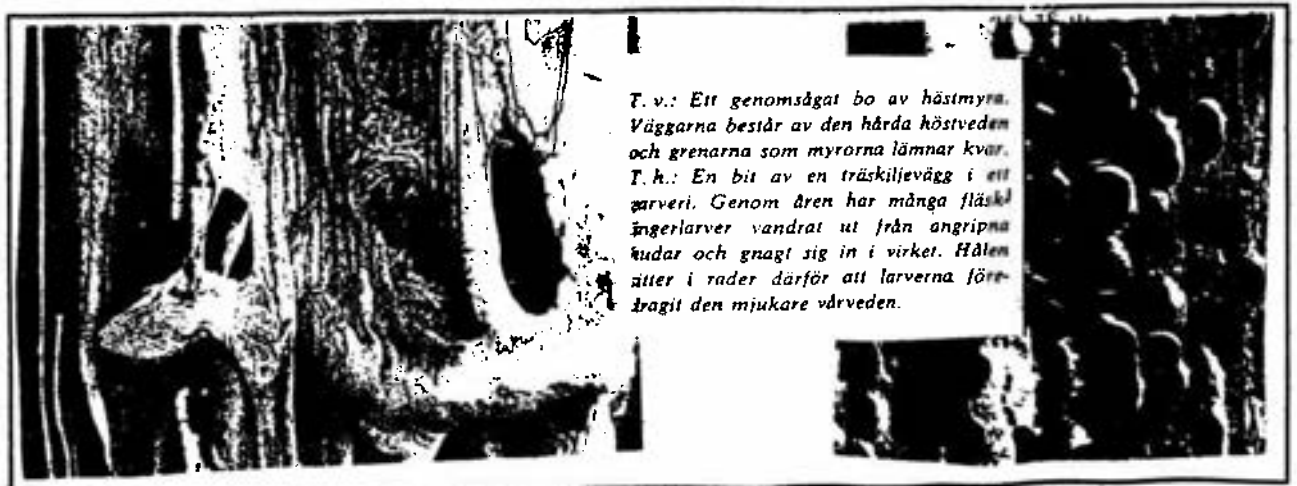 T. v.: Ett genomsågat bo av hästmyra.
Väggarna består av den hårda höstveden
och grenarna som myrorna lämnar kvar.
T. h.: En bit av en träskiljevägg i ett
garveri. Genom åren har många fläsk-
ängerlarver vandrat ut från angripna
hudar och gnagt sig in i virket. Hålen
sitter i rader därför att larverna före-
dragit den mjukare vårveden.